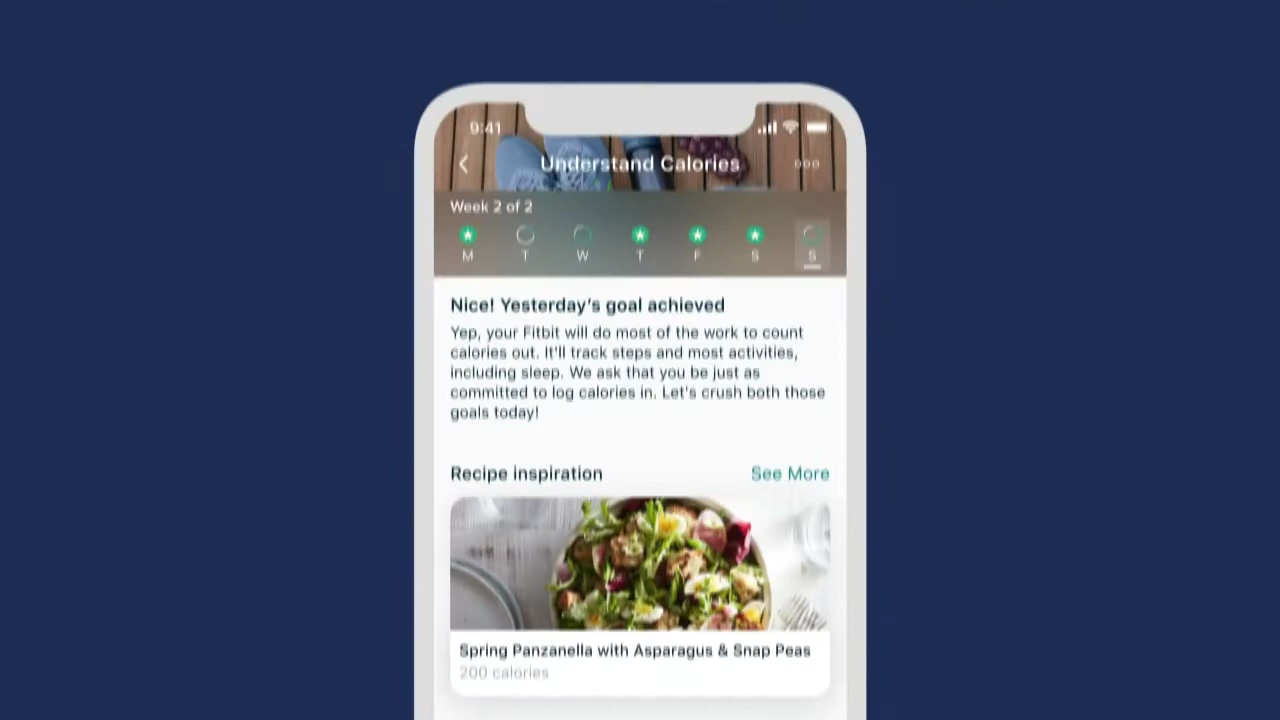 9:41
Understand Calories
Week 2 of 2
M T W T F S S
Nice! Yesterday's goal achieved
Yep, your Fitbit will do most of the work to count
calories out. It'll track steps and most activities,
including sleep. We ask that you be just as
committed to log calories in. Let's crush both those
goals today!
Recipe inspiration See More
Spring Panzanella with Asparagus & Snap Peas
200 calories